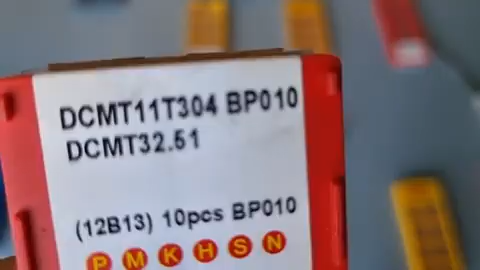 DCMT11T304 BP010
DCMT32.51
(12B13) 10pcs BP010
P M K H S N